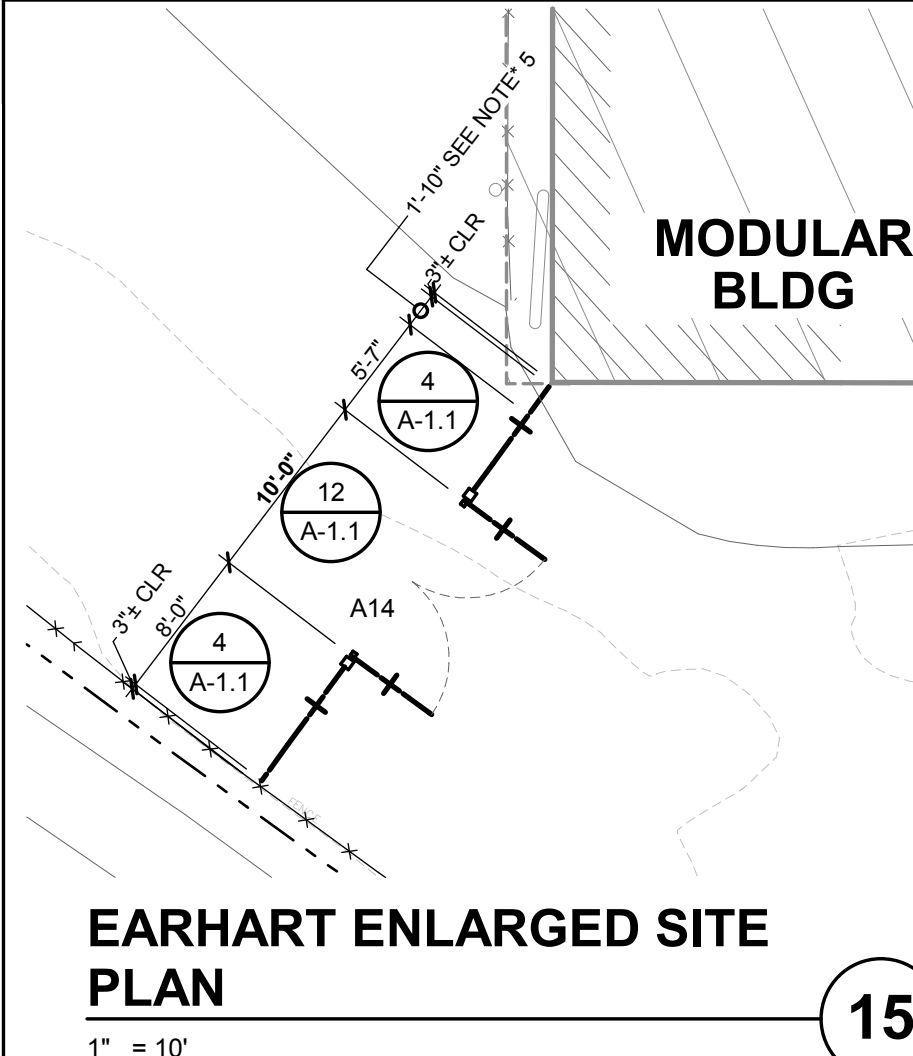 1'-10" SEE NOTE* 5
3"± CLR
MODULAR
BLDG
5'-7"
4
A-1.1
10'-0"
12
A-1.1
3"± CLR
8'-0"
A14
4
A-1.1
FENCE
EARHART ENLARGED SITE
PLAN
15
1" = 10'